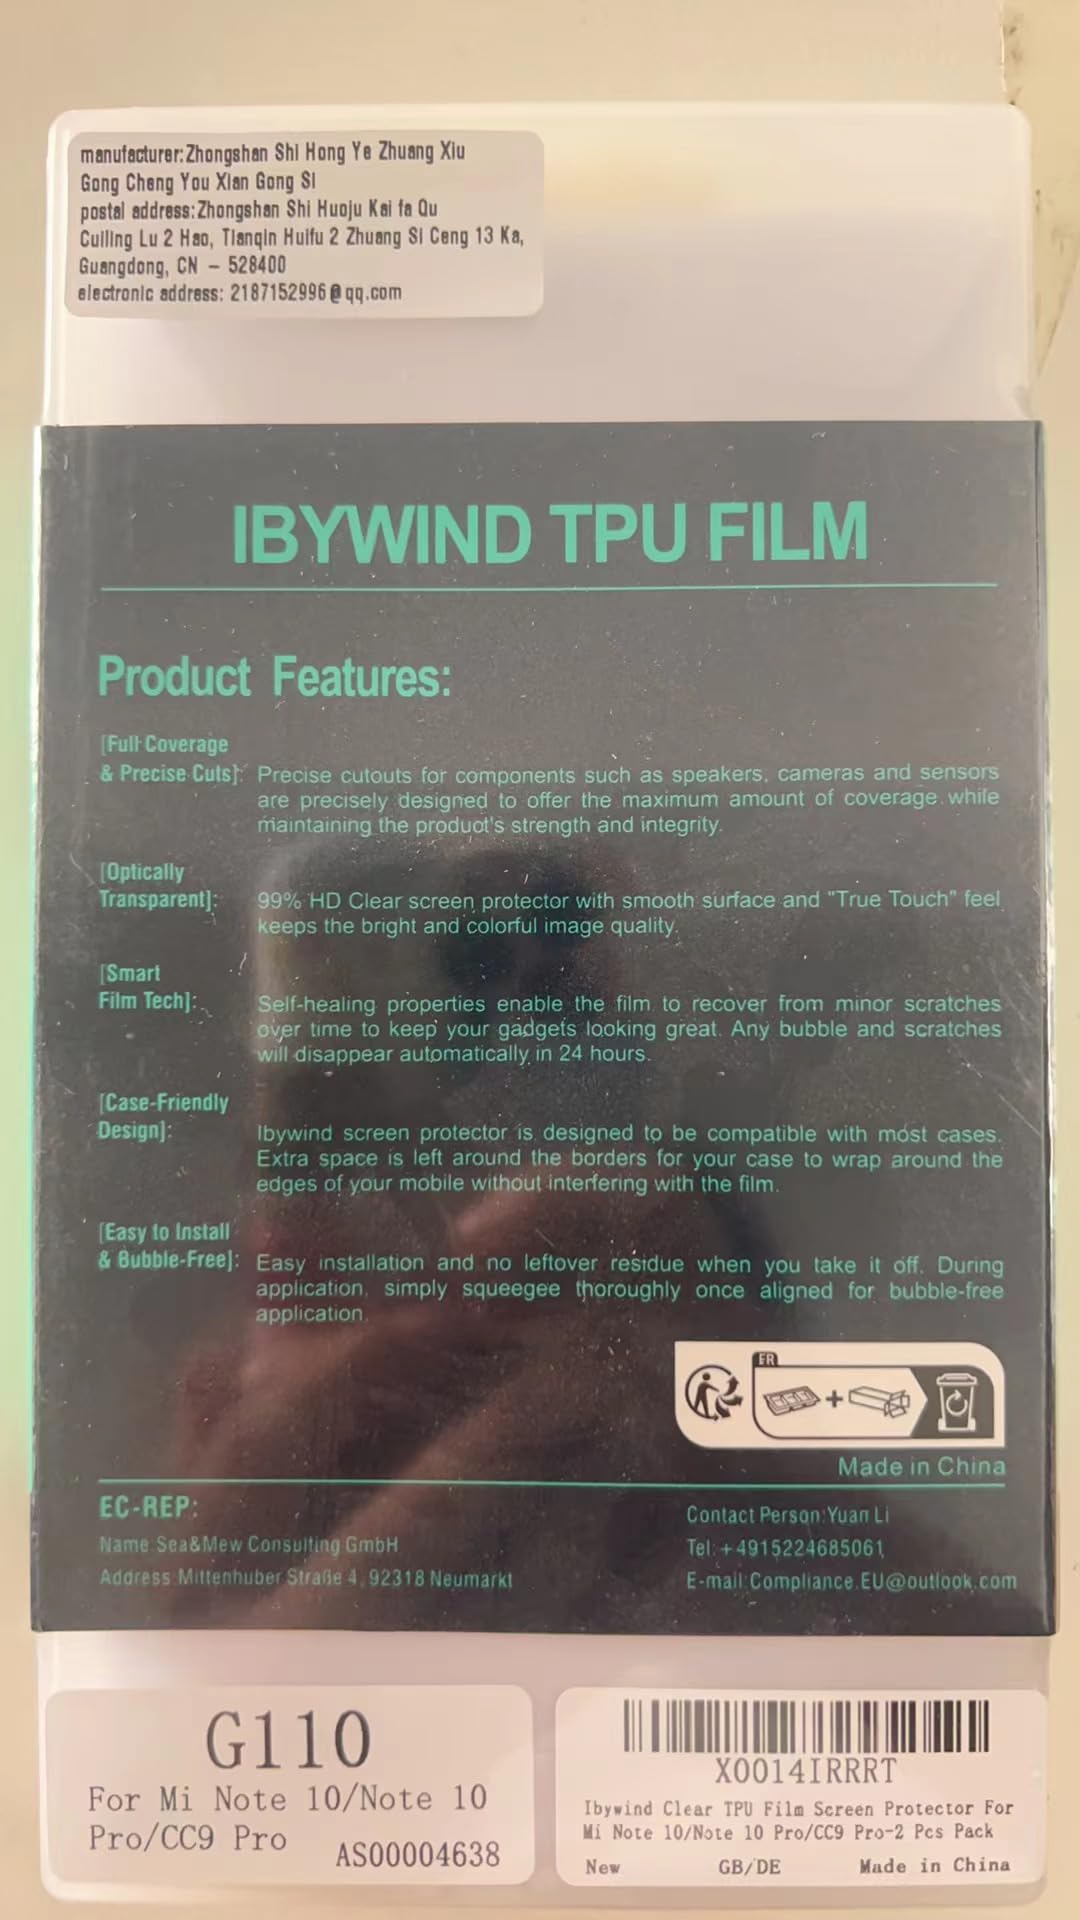 manufacturer:Zhongshan Shi Hong Ye Zhuang Xiu
Gong Cheng You Xian Gong Si
postal address:Zhongshan Shi Huoju Kai fa Qu
Cuiling Lu 2 Hao, Tianqin Huifu 2 Zhuang Si Ceng 13 Ka,
Guangdong, CN – 528400
electronic address: 2187152996@qq.com
IBYWIND TPU FILM
Product Features:
[Full Coverage
& Precise Cuts]: Precise cutouts for components such as speakers, cameras and sensors
are precisely designed to offer the maximum amount of coverage while
maintaining the product's strength and integrity.
[Optically
Transparent]: 99% HD Clear screen protector with smooth surface and "True Touch" feel
keeps the bright and colorful image quality.
[Smart
Film Tech]: Self-healing properties enable the film to recover from minor scratches
over time to keep your gadgets looking great. Any bubble and scratches
will disappear automatically in 24 hours.
[Case-Friendly
Design]: Ibywind screen protector is designed to be compatible with most cases.
Extra space is left around the borders for your case to wrap around the
edges of your mobile without interfering with the film.
[Easy to Install
& Bubble-Free]: Easy installation and no leftover residue when you take it off. During
application, simply squeegee thoroughly once aligned for bubble-free
application.
FR
Made in China
EC-REP:
Name:Sea&Mew Consulting GmbH
Address:Mittenhuber Straße 4, 92318 Neumarkt
Contact Person:Yuan Li
Tel: +4915224685061
E-mail:Compliance.EU@outlook.com
G110
For Mi Note 10/Note 10
Pro/CC9 Pro
AS00004638
X0014IRRRT
Ibywind Clear TPU Film Screen Protector For
Mi Note 10/Note 10 Pro/CC9 Pro-2 Pcs Pack
New GB/DE Made in China